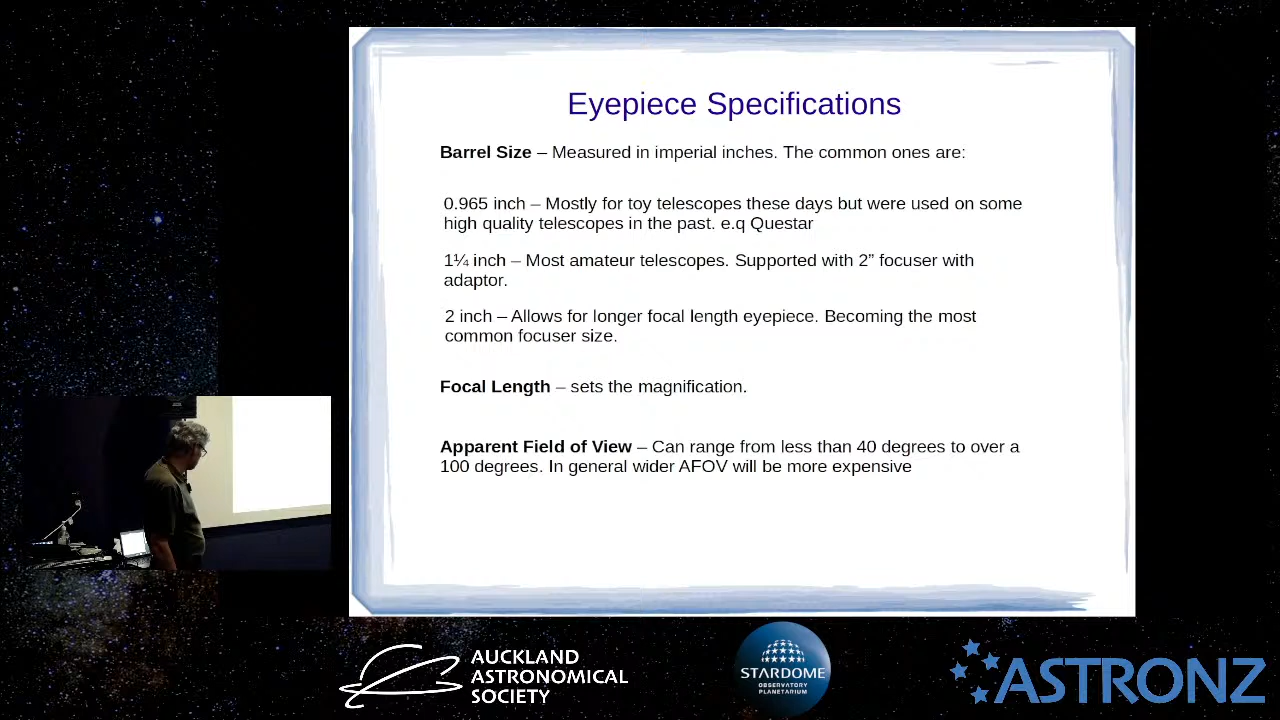 Eyepiece Specifications
Barrel Size – Measured in imperial inches. The common ones are:
0.965 inch – Mostly for toy telescopes these days but were used on some
high quality telescopes in the past. e.q Questar
1¼ inch – Most amateur telescopes. Supported with 2” focuser with
adaptor.
2 inch – Allows for longer focal length eyepiece. Becoming the most
common focuser size.
Focal Length – sets the magnification.
Apparent Field of View – Can range from less than 40 degrees to over a
100 degrees. In general wider AFOV will be more expensive
AUCKLAND
ASTRONOMICAL
SOCIETY
STARDOME
OBSERVATORY
PLANETARIUM
ASTRONZ